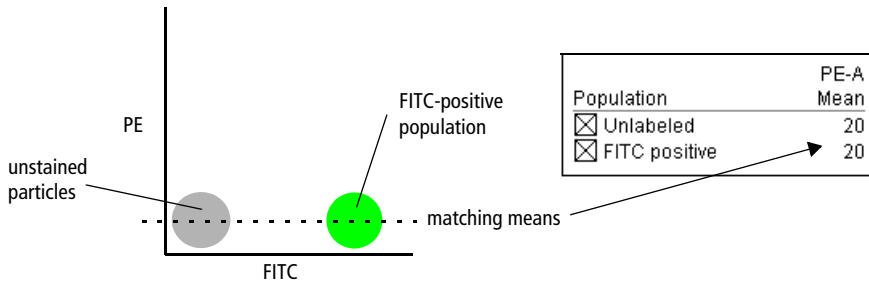 PE
unstained
particles
FITC-positive
population
matching means
FITC
PE-A
Population Mean
Unlabeled 20
FITC positive 20